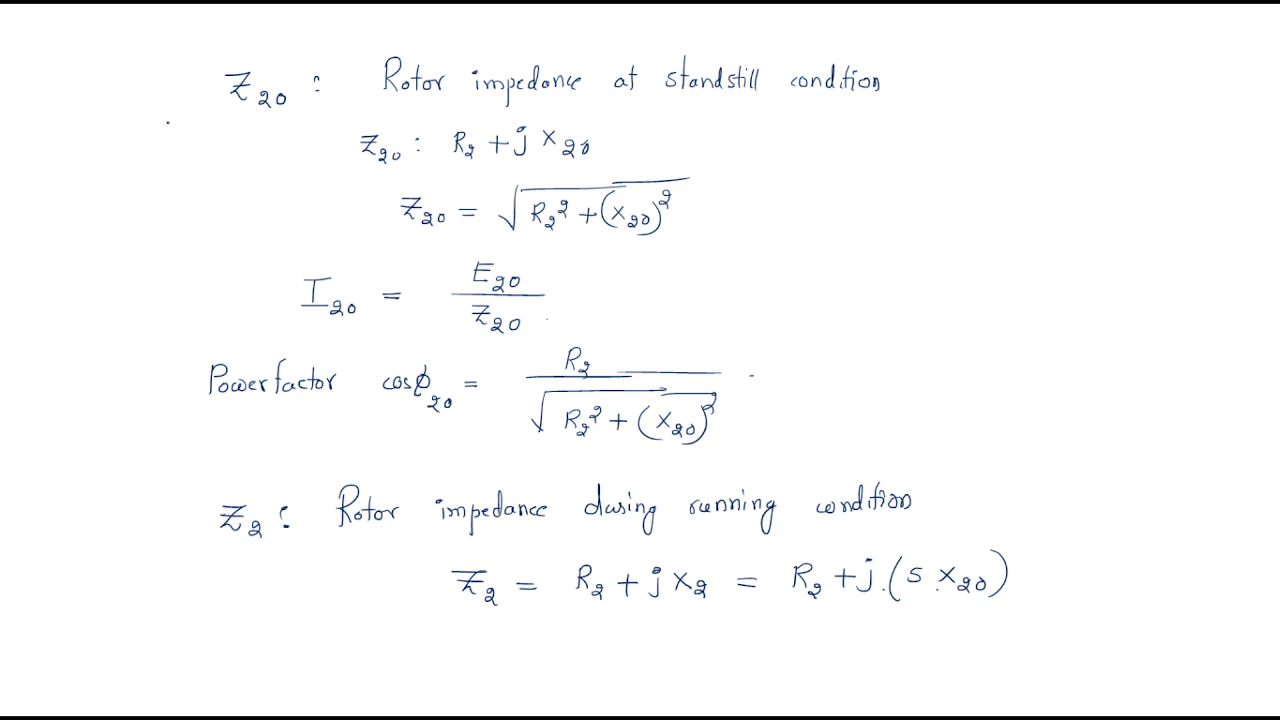 Z₂₀ : Rotor impedance at standstill condition
Z₂₀ : R₂ + j X₂₀
Z₂₀ = √(R₂² + (X₂₀)²)
I₂₀ = E₂₀ / Z₂₀
Powerfactor cosϕ₂₀ = R₂ / √(R₂² + (X₂₀)²)
Z₂ : Rotor impedance during running condition
Z₂ = R₂ + j X₂ = R₂ + j.(S.X₂₀)